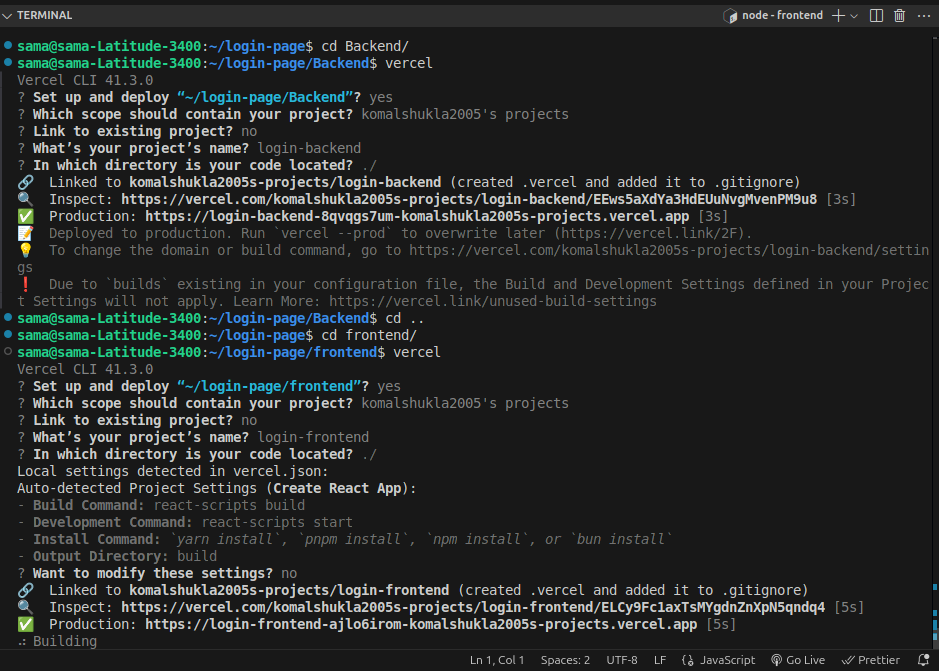 TERMINAL
node - frontend
sama@sama-Latitude-3400:~/login-page$ cd Backend/
sama@sama-Latitude-3400:~/login-page/Backend$ vercel
Vercel CLI 41.3.0
? Set up and deploy “~/login-page/Backend”? yes
? Which scope should contain your project? komalshukla2005's projects
? Link to existing project? no
? What’s your project’s name? login-backend
? In which directory is your code located? ./
🔗  Linked to komalshukla2005s-projects/login-backend (created .vercel and added it to .gitignore)
🔍  Inspect: https://vercel.com/komalshukla2005s-projects/login-backend/EEws5aXdYa3HdEUuNvgMvenPM9u8 [3s]
✅  Production: https://login-backend-8qvqgs7um-komalshukla2005s-projects.vercel.app [3s]
📝  Deployed to production. Run `vercel --prod` to overwrite later (https://vercel.link/2F).
💡  To change the domain or build command, go to https://vercel.com/komalshukla2005s-projects/login-backend/settin
gs
❗  Due to `builds` existing in your configuration file, the Build and Development Settings defined in your Projec
t Settings will not apply. Learn More: https://vercel.link/unused-build-settings
sama@sama-Latitude-3400:~/login-page/Backend$ cd ..
sama@sama-Latitude-3400:~/login-page$ cd frontend/
sama@sama-Latitude-3400:~/login-page/frontend$ vercel
Vercel CLI 41.3.0
? Set up and deploy “~/login-page/frontend”? yes
? Which scope should contain your project? komalshukla2005's projects
? Link to existing project? no
? What’s your project’s name? login-frontend
? In which directory is your code located? ./
Local settings detected in vercel.json:
Auto-detected Project Settings (Create React App):
- Build Command: react-scripts build
- Development Command: react-scripts start
- Install Command: `yarn install`, `pnpm install`, `npm install`, or `bun install`
- Output Directory: build
? Want to modify these settings? no
🔗  Linked to komalshukla2005s-projects/login-frontend (created .vercel and added it to .gitignore)
🔍  Inspect: https://vercel.com/komalshukla2005s-projects/login-frontend/ELCy9Fc1axTsMYgdnZnXpN5qndq4 [5s]
✅  Production: https://login-frontend-ajlo6irom-komalshukla2005s-projects.vercel.app [5s]
Building
Ln 1, Col 1 Spaces: 2 UTF-8 LF {} JavaScript Go Live Prettier